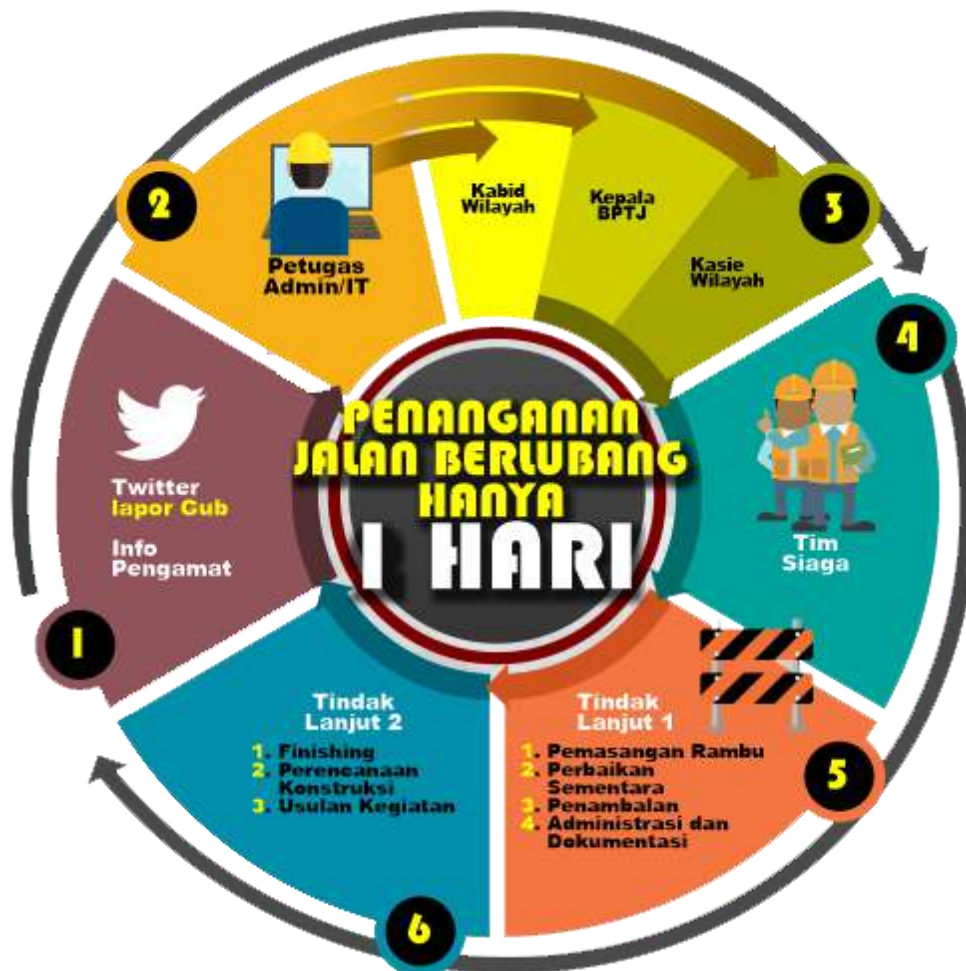 PENANGANAN
JALAN BERLUBANG
HANYA
1 HARI
1
Twitter
lapor Gub
Info
Pengamat
2
Petugas
Admin/IT
Kabid
Wilayah
Kepala
BPTJ
Kasie
Wilayah
3
4
Tim
Siaga
5
Tindak
Lanjut 1
1. Pemasangan Rambu
2. Perbaikan
Sementara
3. Penambalan
4. Administrasi dan
Dokumentasi
6
Tindak
Lanjut 2
1. Finishing
2. Perencanaan
Konstruksi
3. Usulan Kegiatan